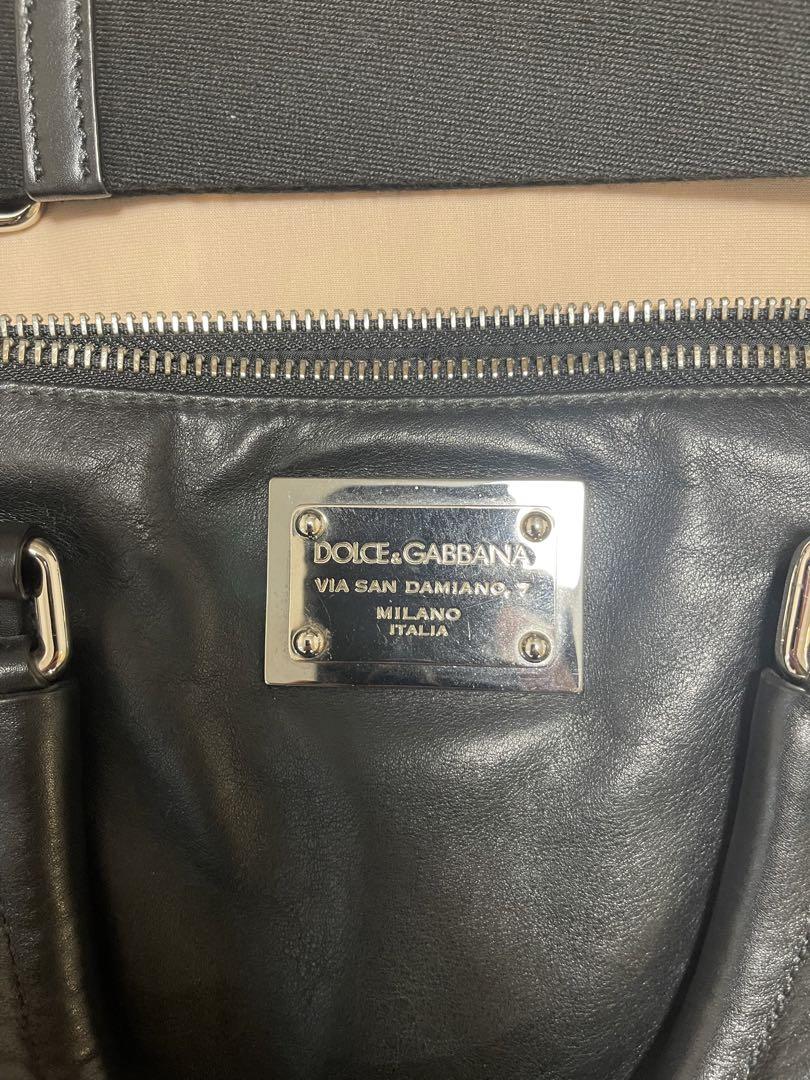 DOLCE&GABBANA
VIA SAN DAMIANO, 7
MILANO
ITALIA